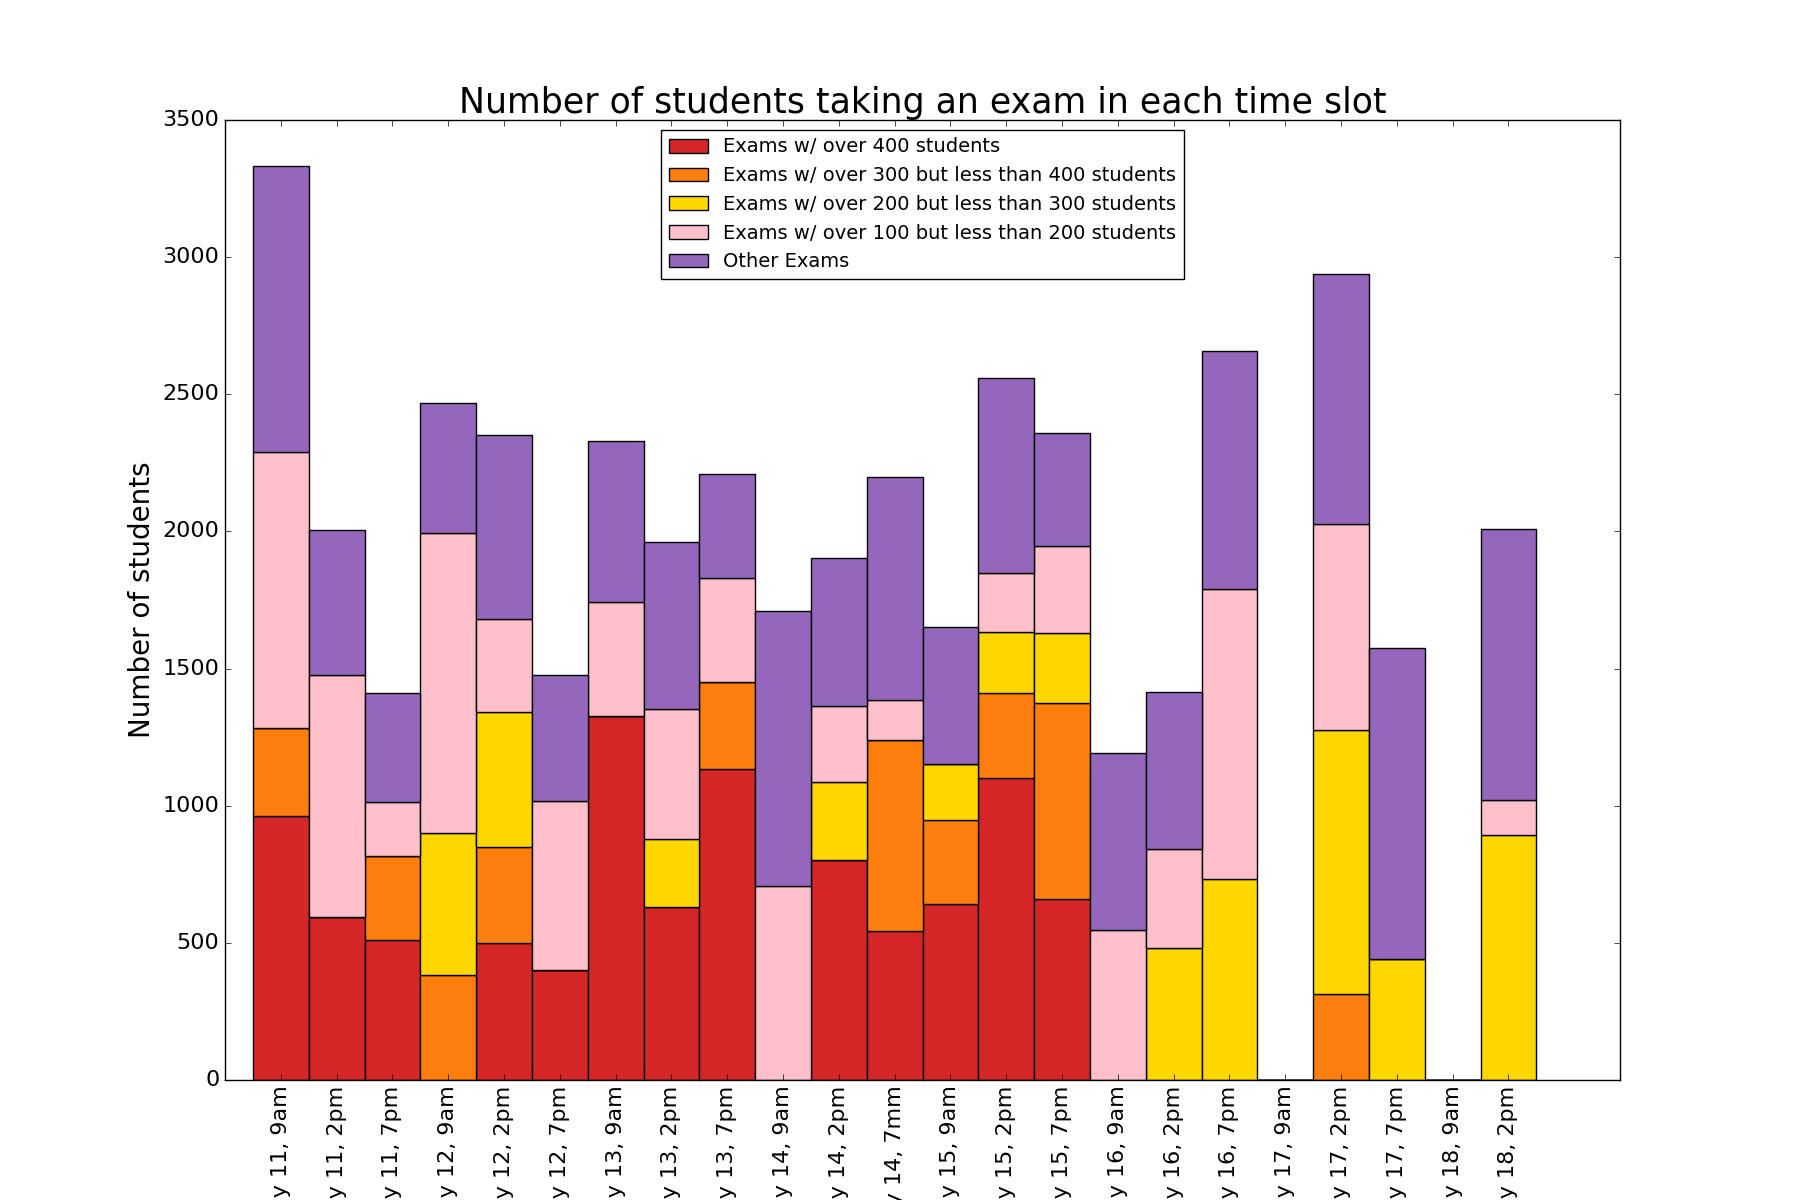 Number of students taking an exam in each time slot
Exams w/ over 400 students
Exams w/ over 300 but less than 400 students
Exams w/ over 200 but less than 300 students
Exams w/ over 100 but less than 200 students
Other Exams
Number of students
3500
3000
2500
2000
1500
1000
500
0
y 11, 9am
y 11, 2pm
y 11, 7pm
y 12, 9am
y 12, 2pm
y 12, 7pm
y 13, 9am
y 13, 2pm
y 13, 7pm
y 14, 9am
y 14, 2pm
y 14, 7mm
y 15, 9am
y 15, 2pm
y 15, 7pm
y 16, 9am
y 16, 2pm
y 16, 7pm
y 17, 9am
y 17, 2pm
y 17, 7pm
y 18, 9am
y 18, 2pm